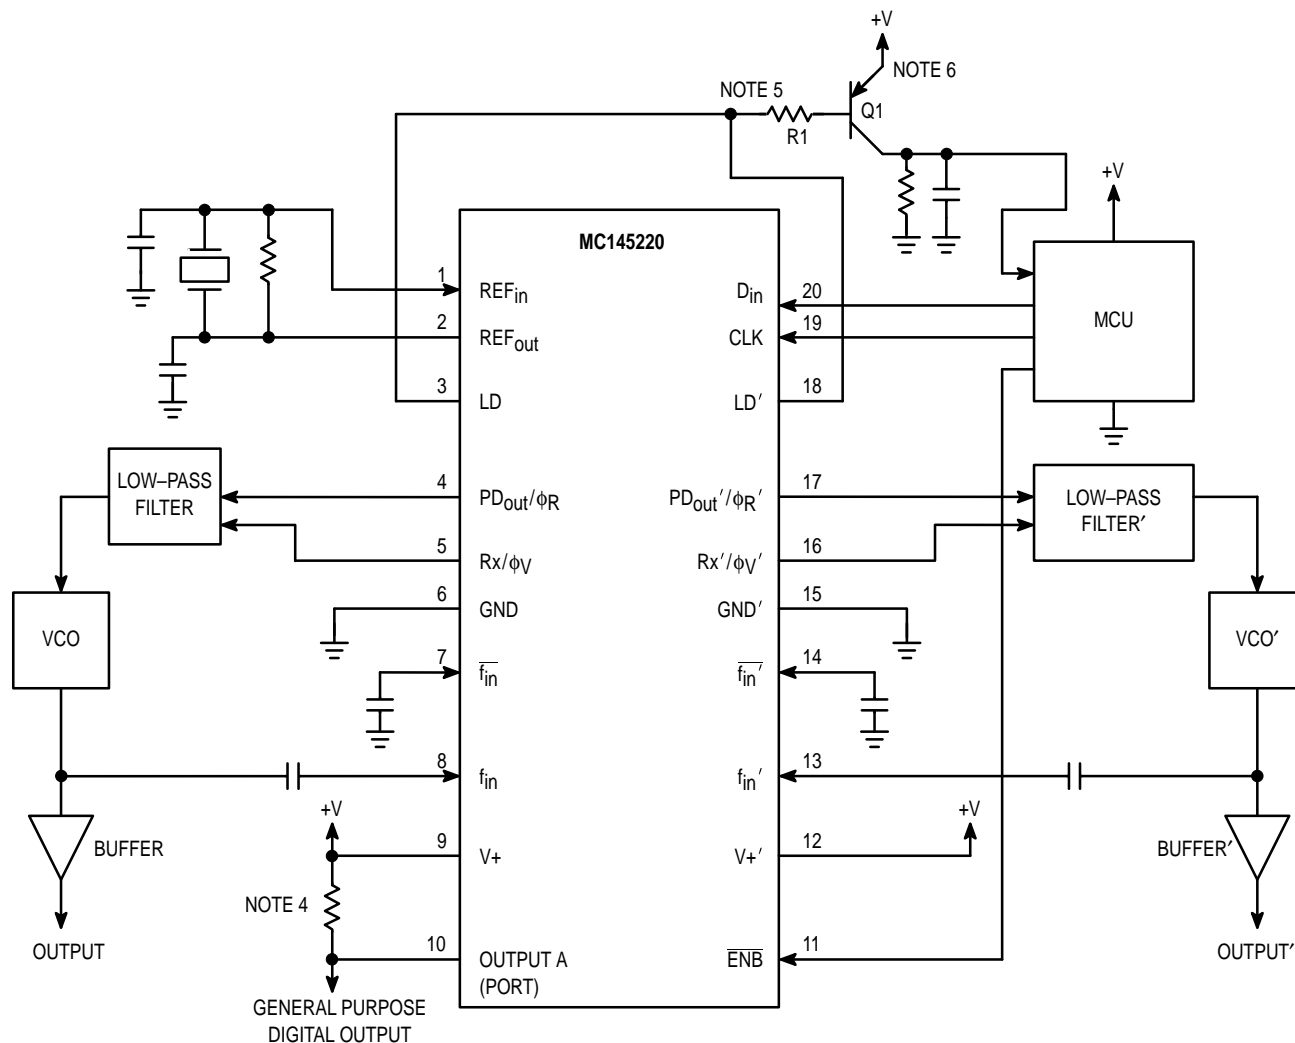 +V
NOTE 6
NOTE 5
Q1
R1
+V
MC145220
MCU
1
REFin
2
REFout
3
LD
Din
20
CLK
19
LD′
18
LOW–PASS
FILTER
4
PDout/ϕR
5
Rx/ϕV
6
GND
VCO
7
fin
8
fin
PDout′/ϕR′
17
Rx′/ϕV′
16
GND′
15
LOW–PASS
FILTER′
VCO′
fin′
14
fin′
13
BUFFER
OUTPUT
+V
9
V+
NOTE 4
10
OUTPUT A
(PORT)
GENERAL PURPOSE
DIGITAL OUTPUT
V+′
12
+V
ENB
11
BUFFER′
OUTPUT′